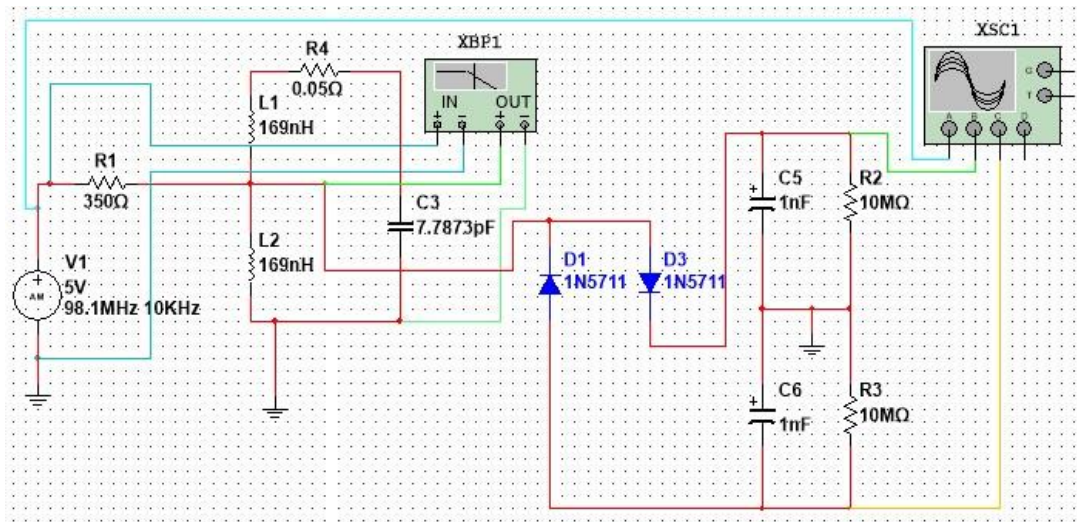 XBP1
XSC1
R4
0.05Ω
IN OUT
+ - + -
G
T
A B C D
L1
169nH
R1
350Ω
C3
7.7873pF
C5
1nF
R2
10MΩ
L2
169nH
V1
5V
98.1MHz 10KHz
AM
D1
1N5711
D3
1N5711
C6
1nF
R3
10MΩ